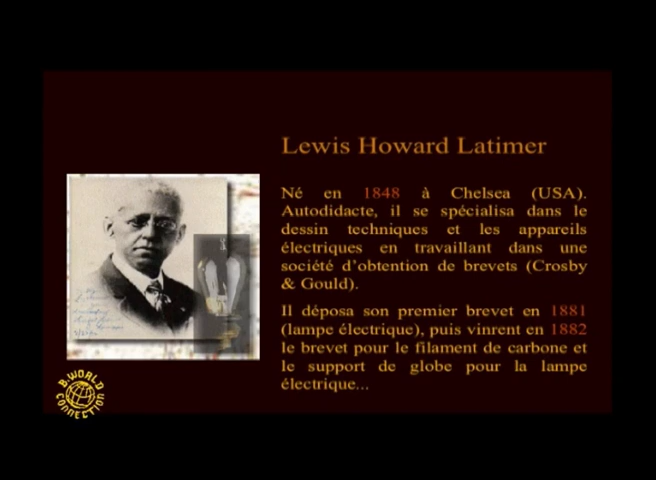 Lewis Howard Latimer
Né en 1848 à Chelsea (USA).
Autodidacte, il se spécialisa dans le
dessin techniques et les appareils
électriques en travaillant dans une
société d'obtention de brevets (Crosby
& Gould).
Il déposa son premier brevet en 1881
(lampe électrique), puis vinrent en 1882
le brevet pour le filament de carbone et
le support de globe pour la lampe
électrique...
B.WORLD
CONNECTION